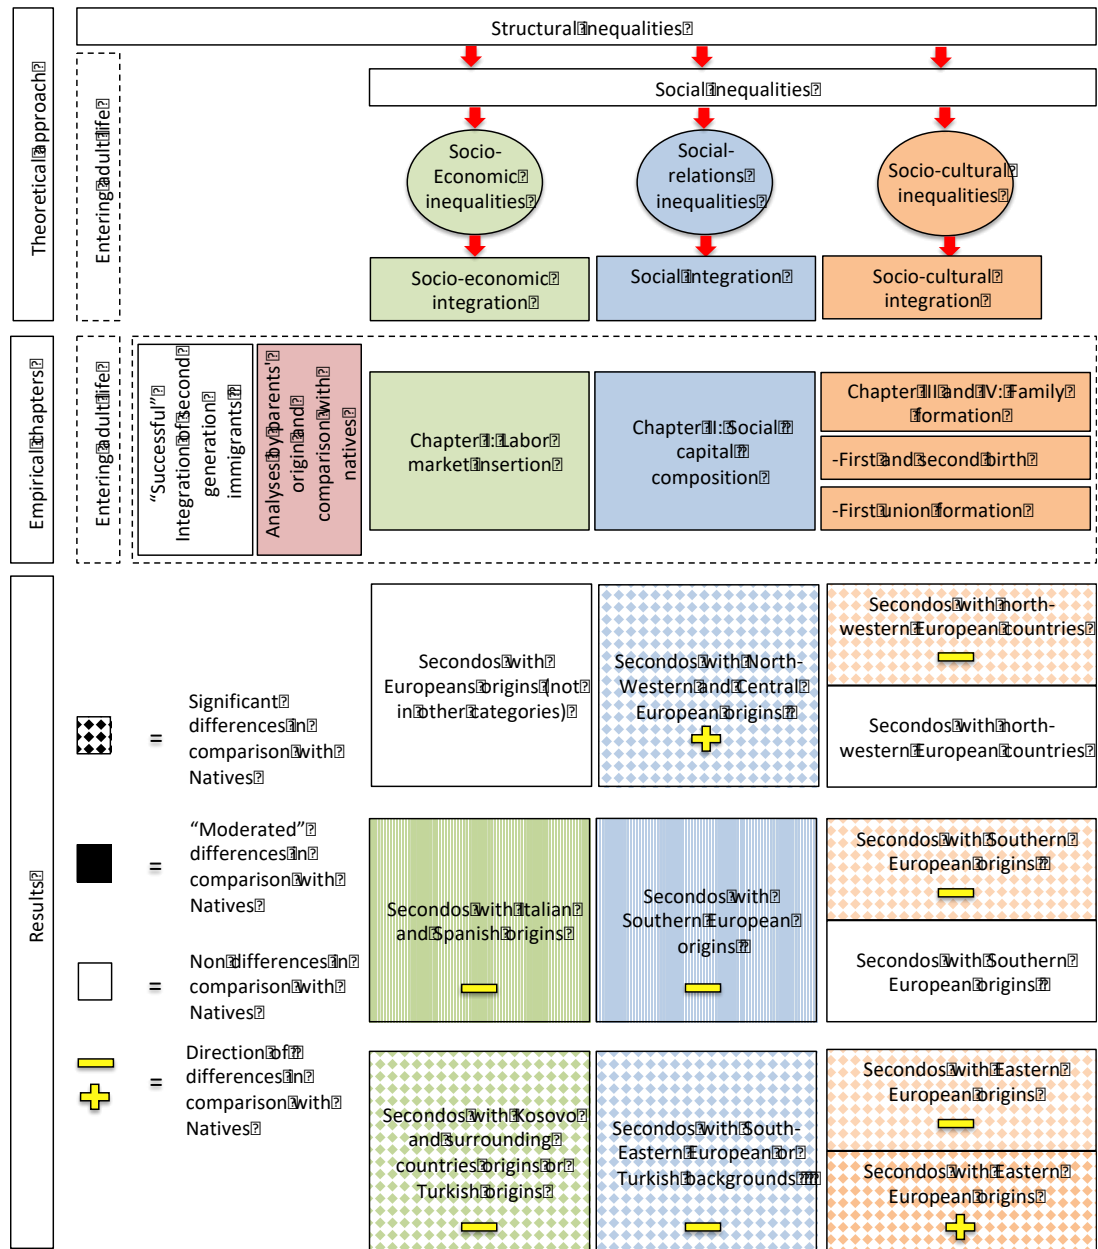 Theoretical approach
Entering adult life
Structural inequalities
Social inequalities
Socio-
Economic
inequalities
Social-
relations
inequalities
Socio-cultural
inequalities
Socio-economic
integration
Social integration
Socio-cultural
integration
Empirical chapters
Entering adult life
“Successful”
Integration of second
generation
immigrants
Analyses by parents'
origin and
comparison with
natives
Chapter I: Labor
market insertion
Chapter II: Social
capital
composition
Chapter III and IV: Family
formation
-First and second birth
-First union formation
Results
=
Significant
differences in
comparison with
Natives
=
“Moderated”
differences in
comparison with
Natives
=
Non differences in
comparison with
Natives
=
Direction of
differences in
comparison with
Natives
Secondos with
Europeans origins (not
in other categories)
Secondos with North-
Western and Central
European origins
Secondos with north-
western European countries
Secondos with north-
western European countries
Secondos with Italian
and Spanish origins
Secondos with
Southern European
origins
Secondos with Southern
European origins
Secondos with Southern
European origins
Secondos with Kosovo
and surrounding
countries origins or
Turkish origins
Secondos with South-
Eastern European or
Turkish backgrounds
Secondos with Eastern
European origins
Secondos with Eastern
European origins